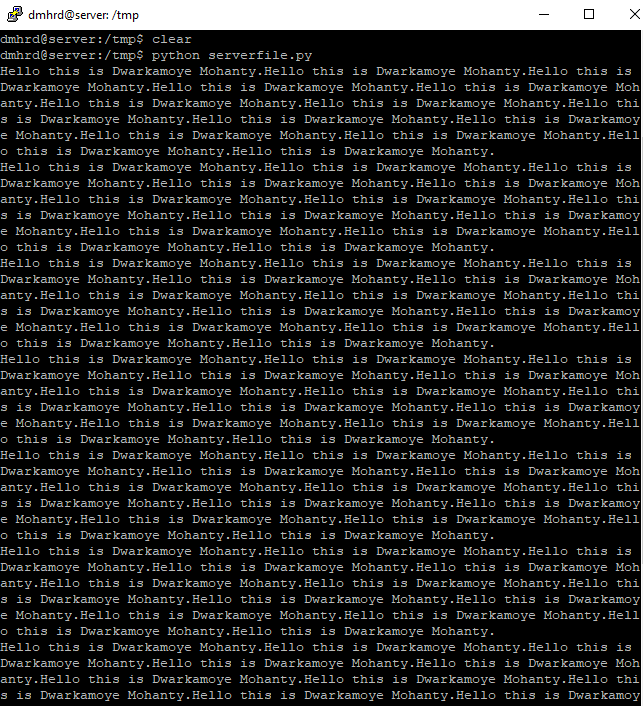 dmhrd@server: /tmp
dmhrd@server:/tmp$ clear
dmhrd@server:/tmp$ python serverfile.py
Hello this is Dwarkamoye Mohanty.Hello this is Dwarkamoye Mohanty.Hello this is
Dwarkamoye Mohanty.Hello this is Dwarkamoye Mohanty.Hello this is Dwarkamoye Moh
anty.Hello this is Dwarkamoye Mohanty.Hello this is Dwarkamoye Mohanty.Hello thi
s is Dwarkamoye Mohanty.Hello this is Dwarkamoye Mohanty.Hello this is Dwarkamoy
e Mohanty.Hello this is Dwarkamoye Mohanty.Hello this is Dwarkamoye Mohanty.Hell
o this is Dwarkamoye Mohanty.Hello this is Dwarkamoye Mohanty.
Hello this is Dwarkamoye Mohanty.Hello this is Dwarkamoye Mohanty.Hello this is
Dwarkamoye Mohanty.Hello this is Dwarkamoye Mohanty.Hello this is Dwarkamoye Moh
anty.Hello this is Dwarkamoye Mohanty.Hello this is Dwarkamoye Mohanty.Hello thi
s is Dwarkamoye Mohanty.Hello this is Dwarkamoye Mohanty.Hello this is Dwarkamoy
e Mohanty.Hello this is Dwarkamoye Mohanty.Hello this is Dwarkamoye Mohanty.Hell
o this is Dwarkamoye Mohanty.Hello this is Dwarkamoye Mohanty.
Hello this is Dwarkamoye Mohanty.Hello this is Dwarkamoye Mohanty.Hello this is
Dwarkamoye Mohanty.Hello this is Dwarkamoye Mohanty.Hello this is Dwarkamoye Moh
anty.Hello this is Dwarkamoye Mohanty.Hello this is Dwarkamoye Mohanty.Hello thi
s is Dwarkamoye Mohanty.Hello this is Dwarkamoye Mohanty.Hello this is Dwarkamoy
e Mohanty.Hello this is Dwarkamoye Mohanty.Hello this is Dwarkamoye Mohanty.Hell
o this is Dwarkamoye Mohanty.Hello this is Dwarkamoye Mohanty.
Hello this is Dwarkamoye Mohanty.Hello this is Dwarkamoye Mohanty.Hello this is
Dwarkamoye Mohanty.Hello this is Dwarkamoye Mohanty.Hello this is Dwarkamoye Moh
anty.Hello this is Dwarkamoye Mohanty.Hello this is Dwarkamoye Mohanty.Hello thi
s is Dwarkamoye Mohanty.Hello this is Dwarkamoye Mohanty.Hello this is Dwarkamoy
e Mohanty.Hello this is Dwarkamoye Mohanty.Hello this is Dwarkamoye Mohanty.Hell
o this is Dwarkamoye Mohanty.Hello this is Dwarkamoye Mohanty.
Hello this is Dwarkamoye Mohanty.Hello this is Dwarkamoye Mohanty.Hello this is
Dwarkamoye Mohanty.Hello this is Dwarkamoye Mohanty.Hello this is Dwarkamoye Moh
anty.Hello this is Dwarkamoye Mohanty.Hello this is Dwarkamoye Mohanty.Hello thi
s is Dwarkamoye Mohanty.Hello this is Dwarkamoye Mohanty.Hello this is Dwarkamoy
e Mohanty.Hello this is Dwarkamoye Mohanty.Hello this is Dwarkamoye Mohanty.Hell
o this is Dwarkamoye Mohanty.Hello this is Dwarkamoye Mohanty.
Hello this is Dwarkamoye Mohanty.Hello this is Dwarkamoye Mohanty.Hello this is
Dwarkamoye Mohanty.Hello this is Dwarkamoye Mohanty.Hello this is Dwarkamoye Moh
anty.Hello this is Dwarkamoye Mohanty.Hello this is Dwarkamoye Mohanty.Hello thi
s is Dwarkamoye Mohanty.Hello this is Dwarkamoye Mohanty.Hello this is Dwarkamoy
e Mohanty.Hello this is Dwarkamoye Mohanty.Hello this is Dwarkamoye Mohanty.Hell
o this is Dwarkamoye Mohanty.Hello this is Dwarkamoye Mohanty.
Hello this is Dwarkamoye Mohanty.Hello this is Dwarkamoye Mohanty.Hello this is
Dwarkamoye Mohanty.Hello this is Dwarkamoye Mohanty.Hello this is Dwarkamoye Moh
anty.Hello this is Dwarkamoye Mohanty.Hello this is Dwarkamoye Mohanty.Hello thi
s is Dwarkamoye Mohanty.Hello this is Dwarkamoye Mohanty.Hello this is Dwarkamoy